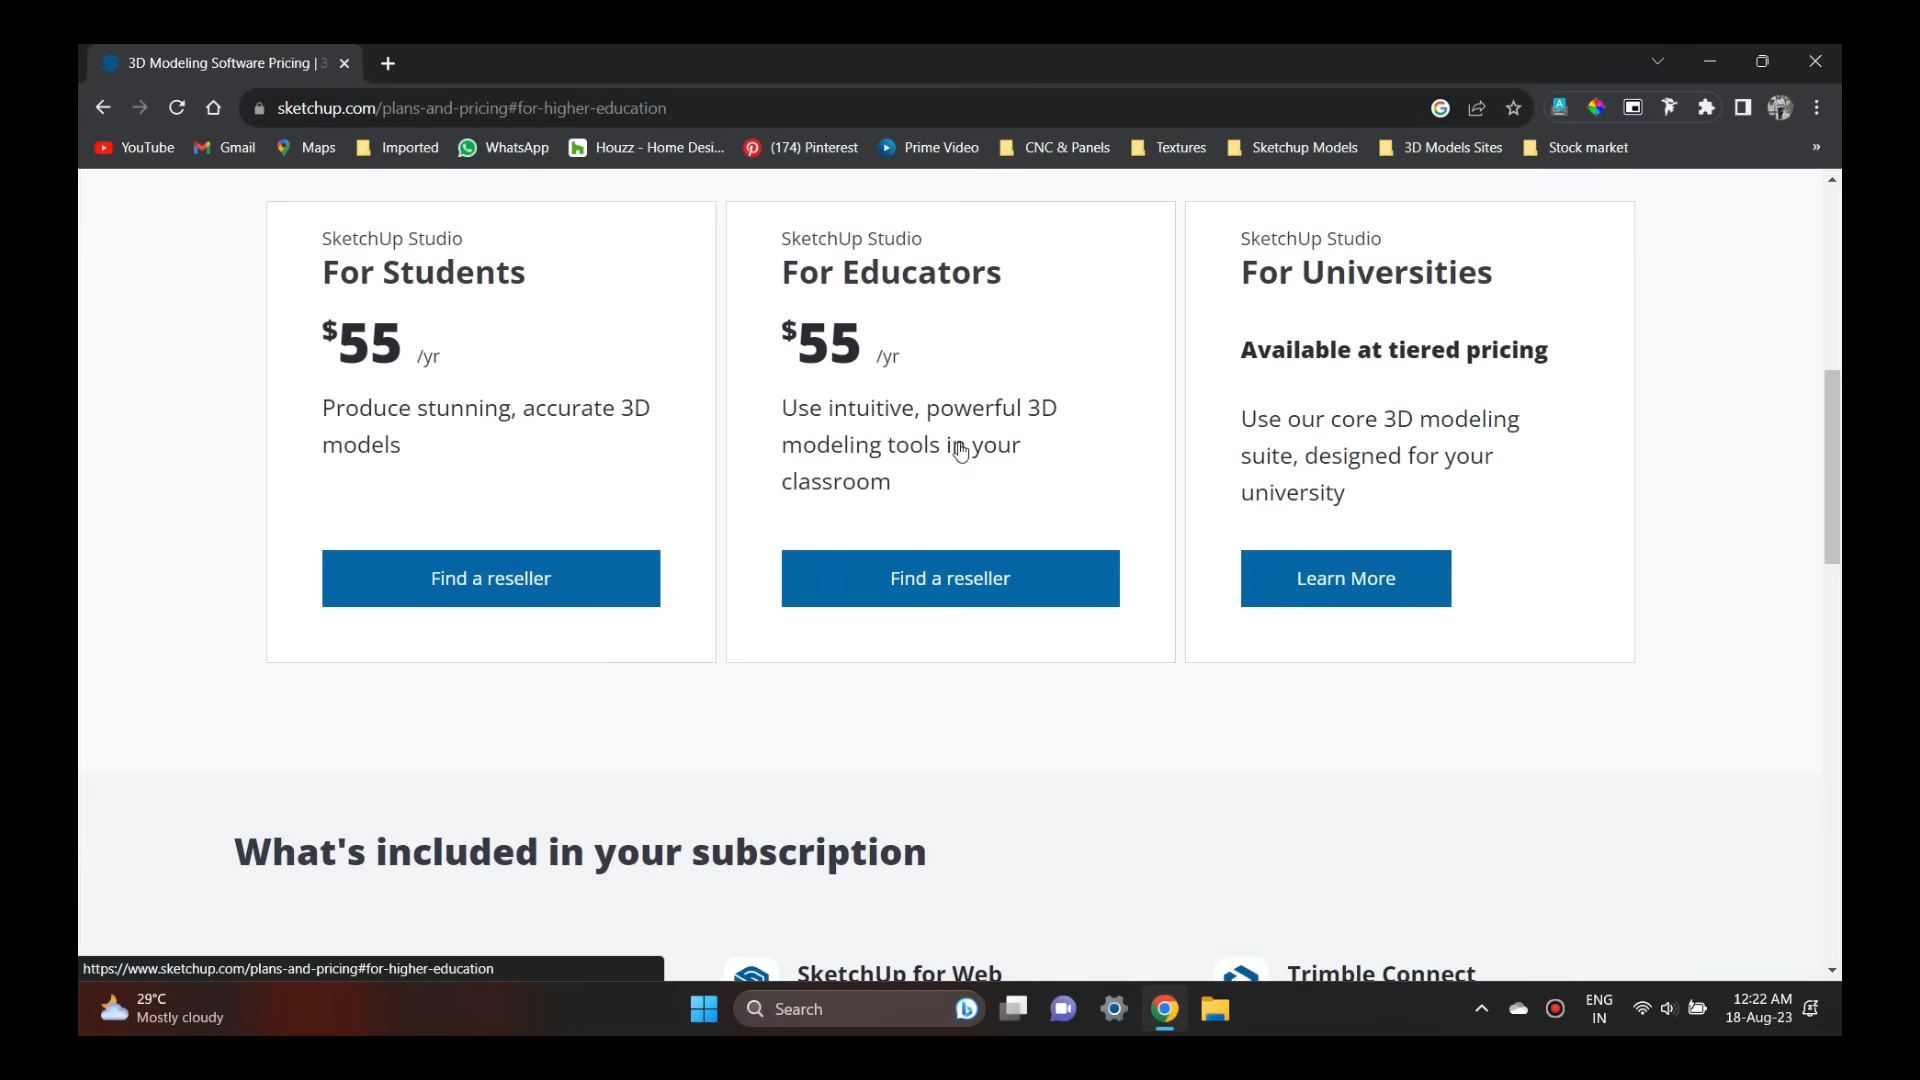 3D Modeling Software Pricing | 3
sketchup.com/plans-and-pricing#for-higher-education
YouTube Gmail Maps Imported WhatsApp Houzz - Home Desi... (174) Pinterest Prime Video CNC & Panels Textures Sketchup Models 3D Models Sites Stock market »
SketchUp Studio
For Students
$55 /yr
Produce stunning, accurate 3D
models
Find a reseller
SketchUp Studio
For Educators
$55 /yr
Use intuitive, powerful 3D
modeling tools in your
classroom
Find a reseller
SketchUp Studio
For Universities
Available at tiered pricing
Use our core 3D modeling
suite, designed for your
university
Learn More
What's included in your subscription
SketchUp for Web
Trimble Connect
https://www.sketchup.com/plans-and-pricing#for-higher-education
29°C
Mostly cloudy
Search
ENG
IN
12:22 AM
18-Aug-23